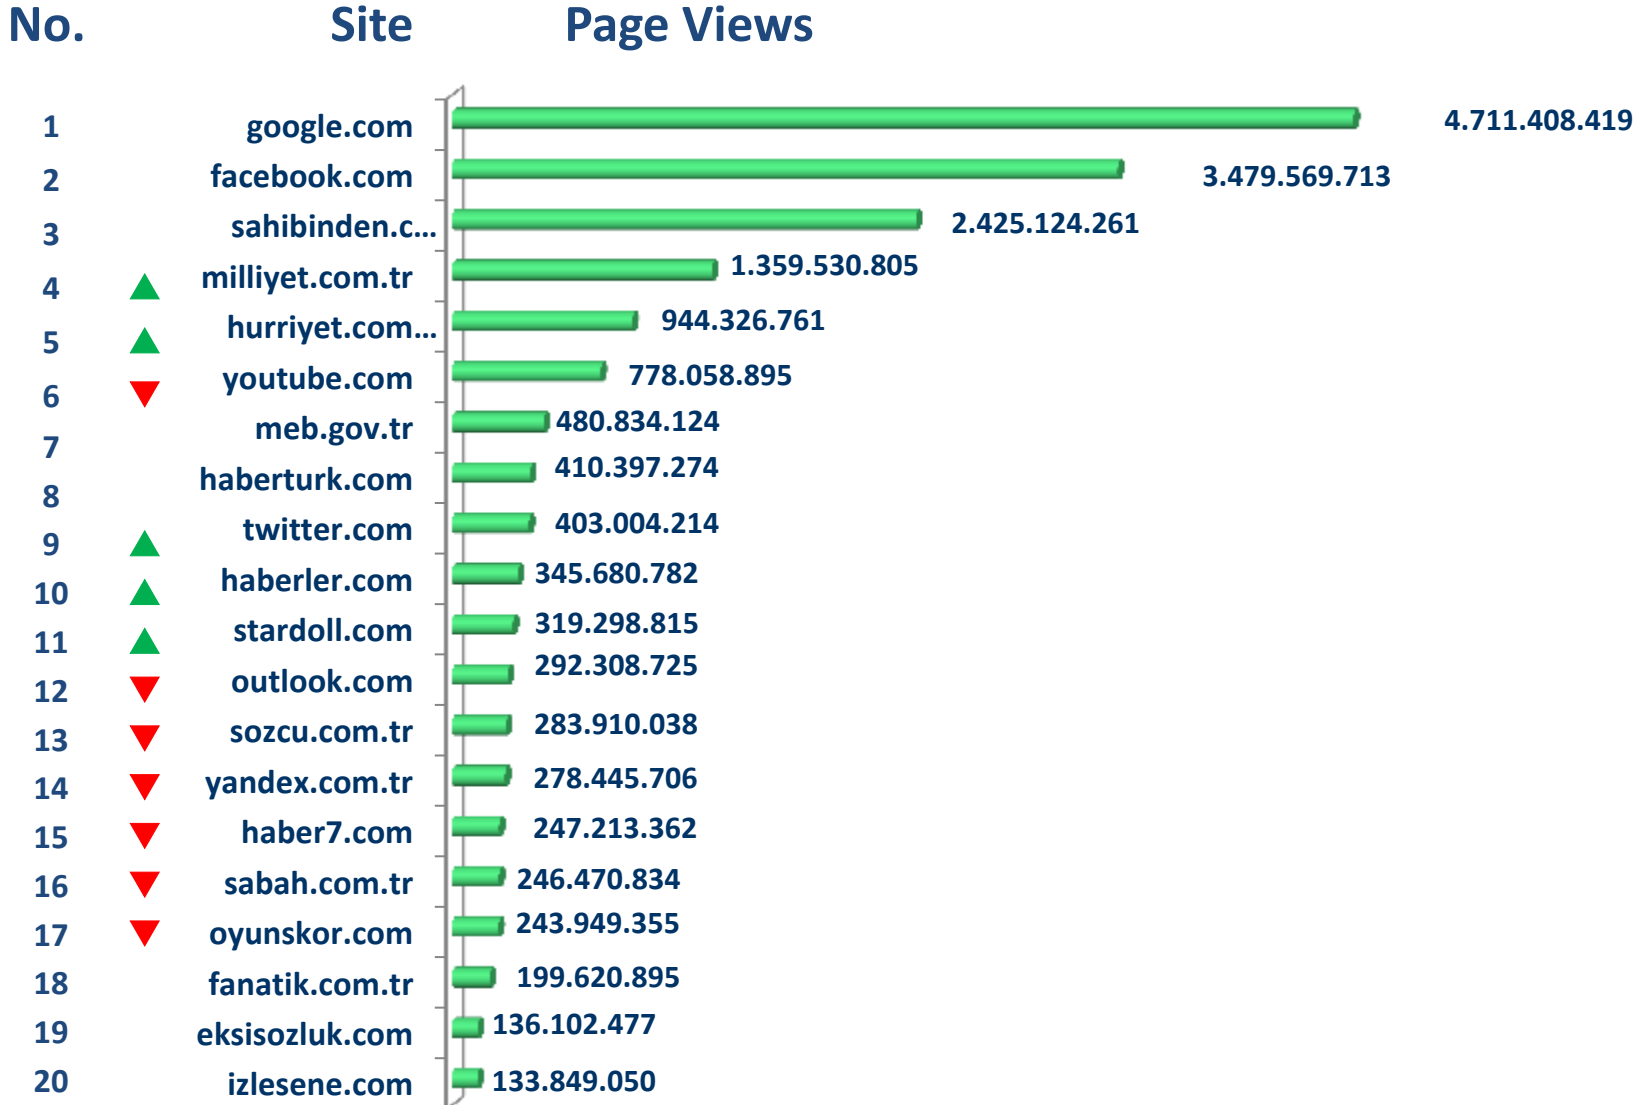 No. Site Page Views
1 google.com 4.711.408.419
2 facebook.com 3.479.569.713
3 sahibinden.c... 2.425.124.261
4 milliyet.com.tr 1.359.530.805
5 hurriyet.com... 944.326.761
6 youtube.com 778.058.895
7 meb.gov.tr 480.834.124
8 haberturk.com 410.397.274
9 twitter.com 403.004.214
10 haberler.com 345.680.782
11 stardoll.com 319.298.815
12 outlook.com 292.308.725
13 sozcu.com.tr 283.910.038
14 yandex.com.tr 278.445.706
15 haber7.com 247.213.362
16 sabah.com.tr 246.470.834
17 oyunskor.com 243.949.355
18 fanatik.com.tr 199.620.895
19 eksisozluk.com 136.102.477
20 izlesene.com 133.849.050